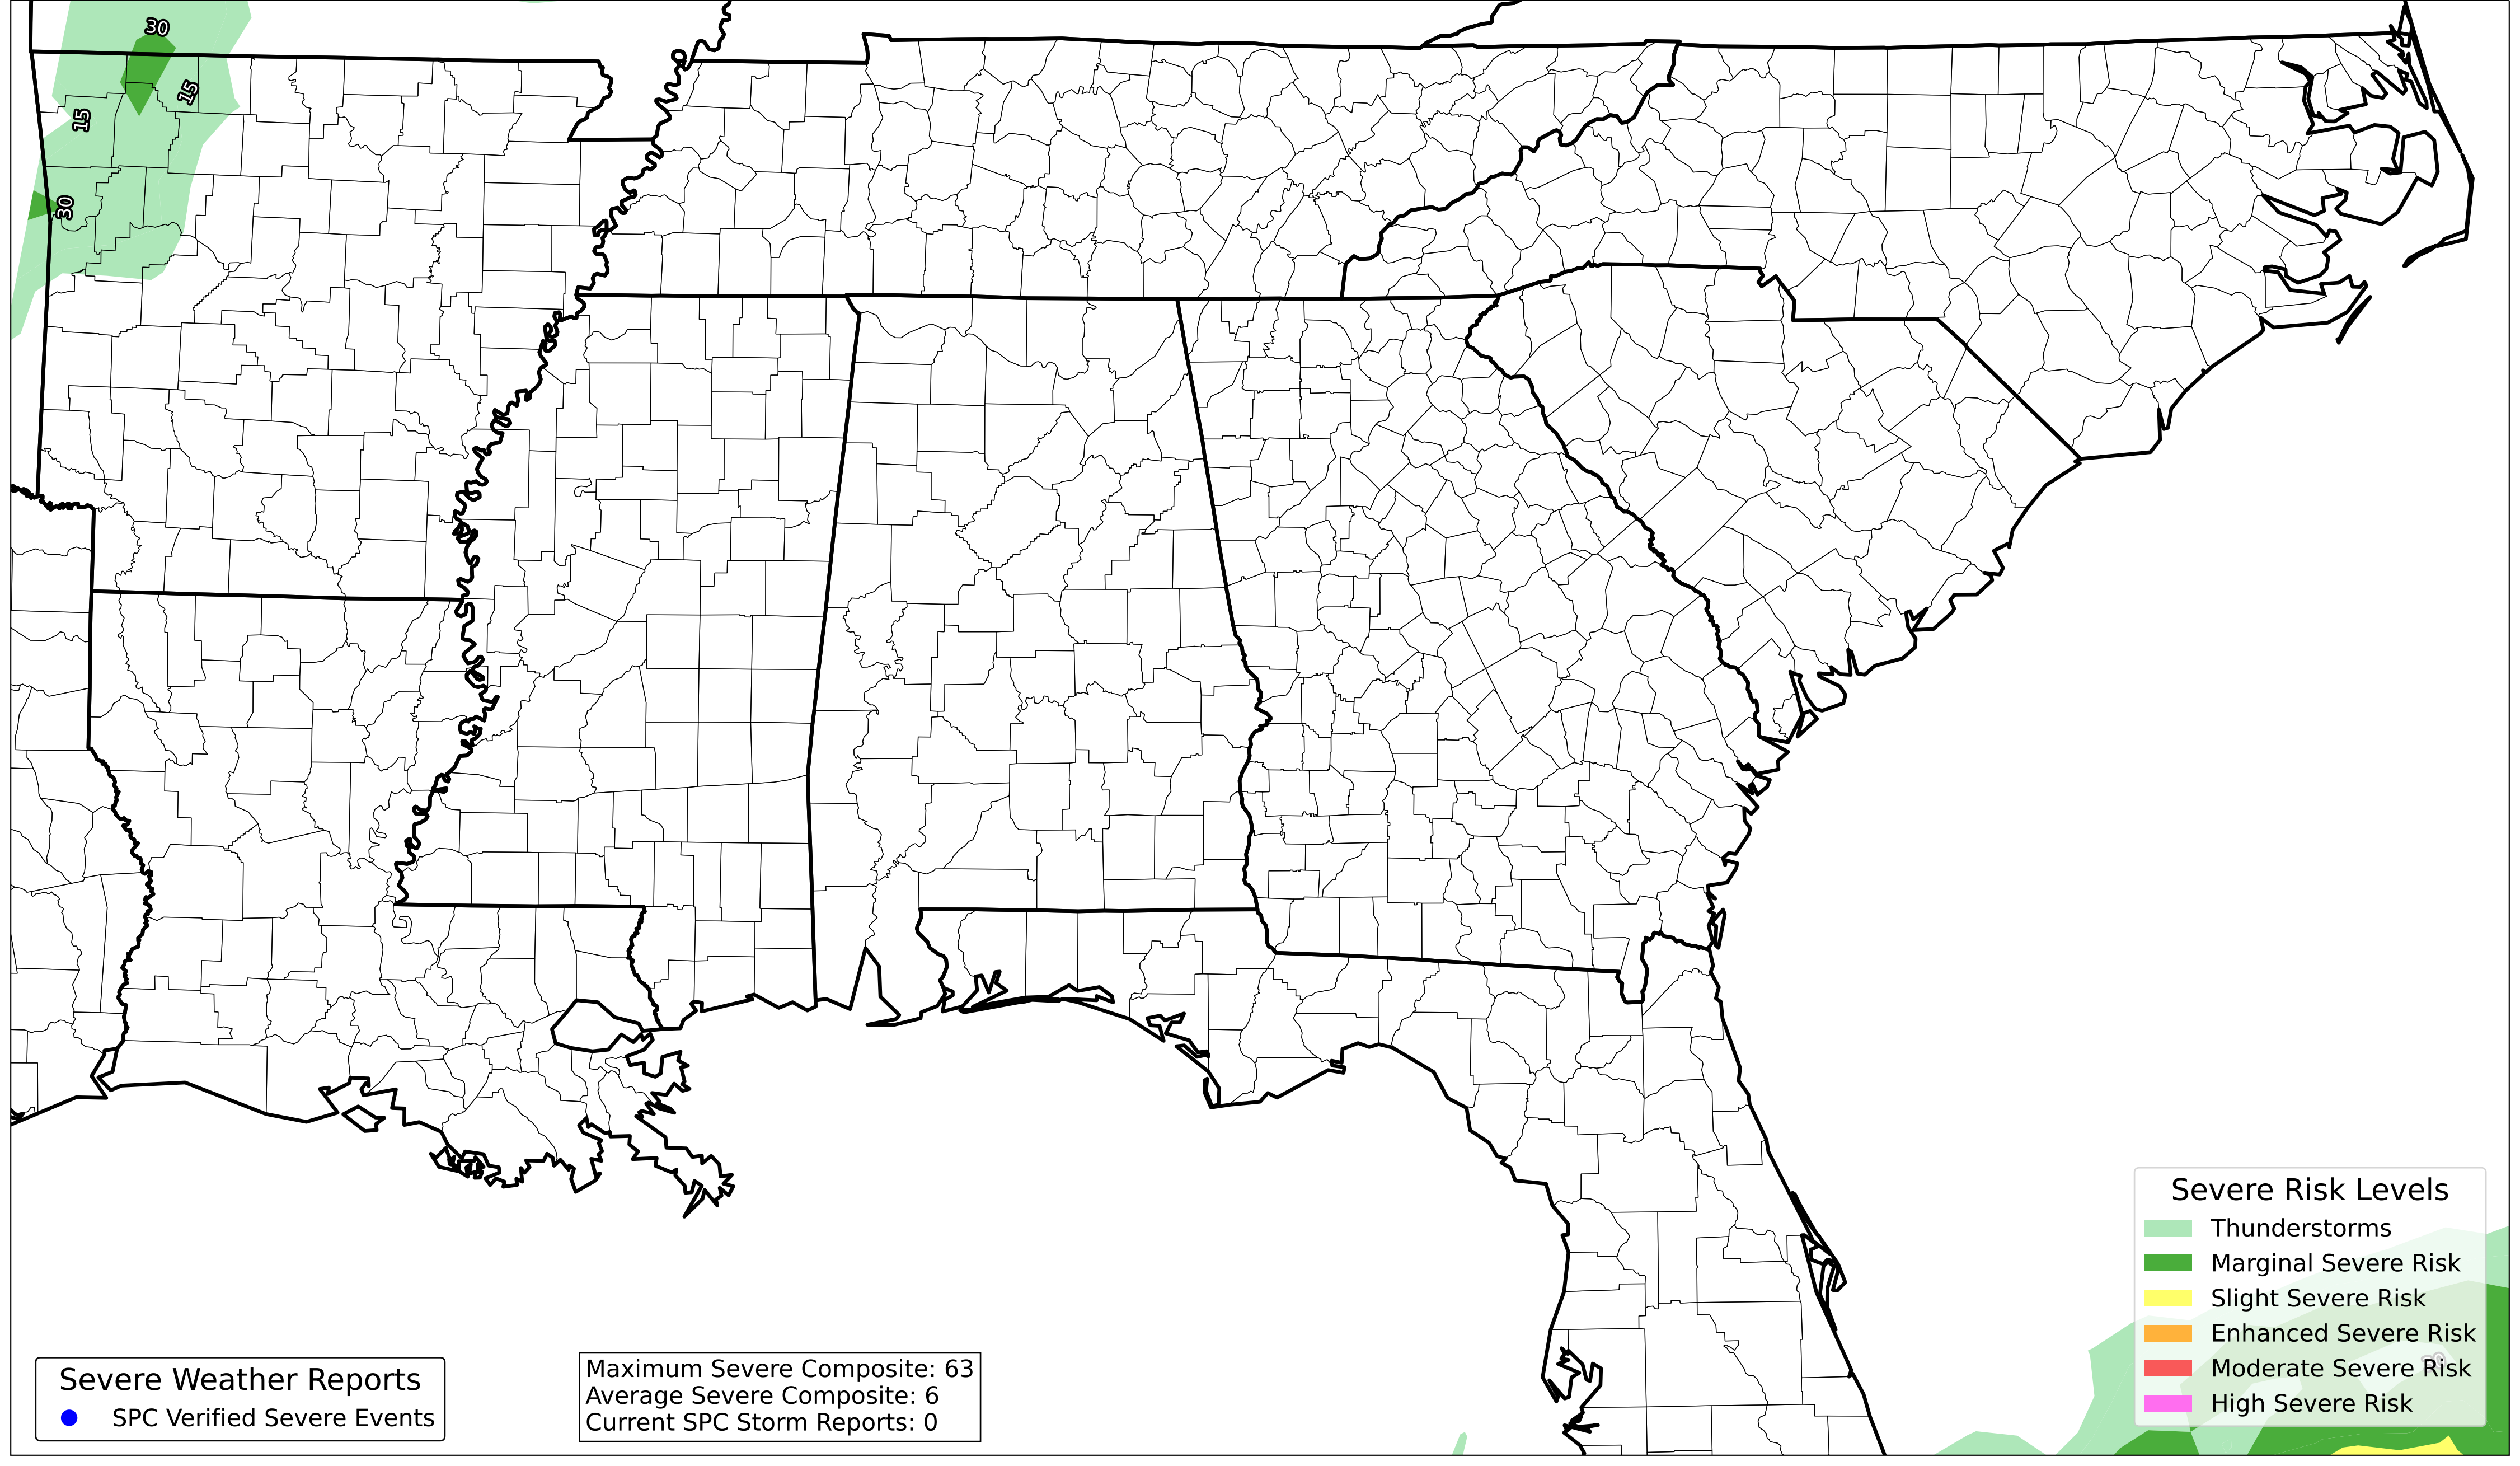 30
15
15
30
Severe Risk Levels
Thunderstorms
Marginal Severe Risk
Slight Severe Risk
Enhanced Severe Risk
Moderate Severe Risk
High Severe Risk
Severe Weather Reports
SPC Verified Severe Events
Maximum Severe Composite: 63
Average Severe Composite: 6
Current SPC Storm Reports: 0